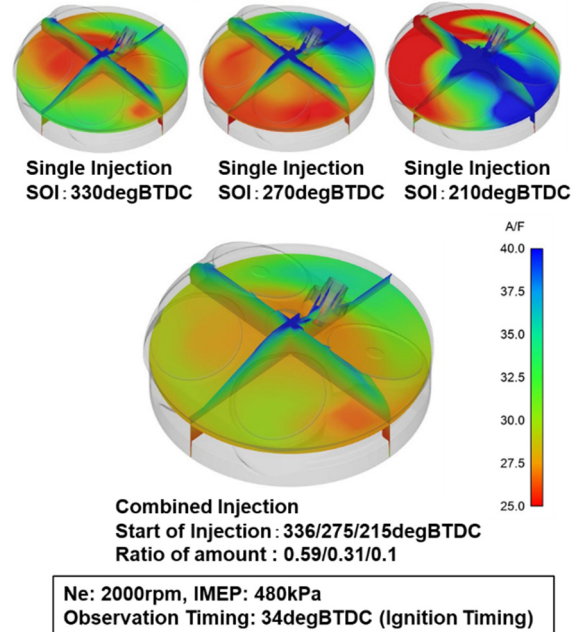 Single Injection
SOI：330degBTDC
Single Injection
SOI：270degBTDC
Single Injection
SOI：210degBTDC
A/F
40.0
37.5
35.0
32.5
30.0
27.5
25.0
Combined Injection
Start of Injection：336/275/215degBTDC
Ratio of amount : 0.59/0.31/0.1
Ne: 2000rpm, IMEP: 480kPa
Observation Timing: 34degBTDC (Ignition Timing)